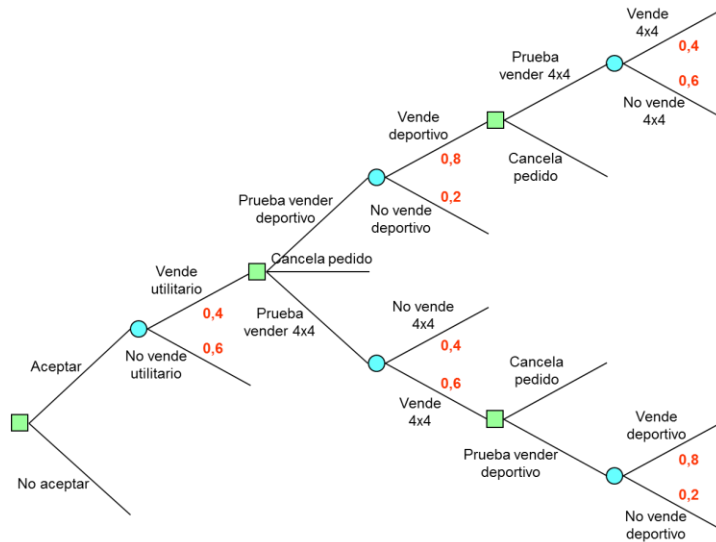 Vende
4x4
0,4
Prueba
vender 4x4
0,6
No vende
4x4
Vende
deportivo
0,8
Cancela
pedido
0,2
Prueba vender
deportivo
No vende
deportivo
Cancela pedido
Vende
utilitario
0,4
Prueba
vender 4x4
No vende
4x4
0,6
No vende
utilitario
0,4
Cancela
pedido
Aceptar
0,6
Vende
4x4
Vende
deportivo
Prueba vender
deportivo
0,8
No aceptar
0,2
No vende
deportivo